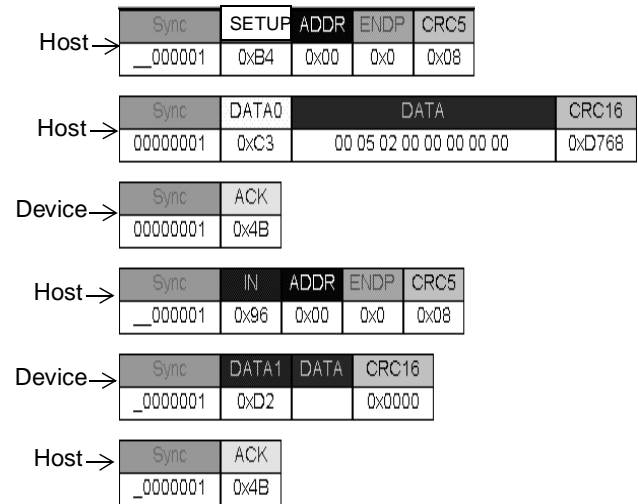 Sync SETUP ADDR ENDP CRC5
Host
__000001 0xB4 0x00 0x0 0x08
Sync DATA0 DATA CRC16
Host
00000001 0xC3 00 05 02 00 00 00 00 00 0xD768
Sync ACK
Device
00000001 0x4B
Sync IN ADDR ENDP CRC5
Host
__000001 0x96 0x00 0x0 0x08
Sync DATA1 DATA CRC16
Device
_0000001 0xD2 0x0000
Sync ACK
Host
_0000001 0x4B